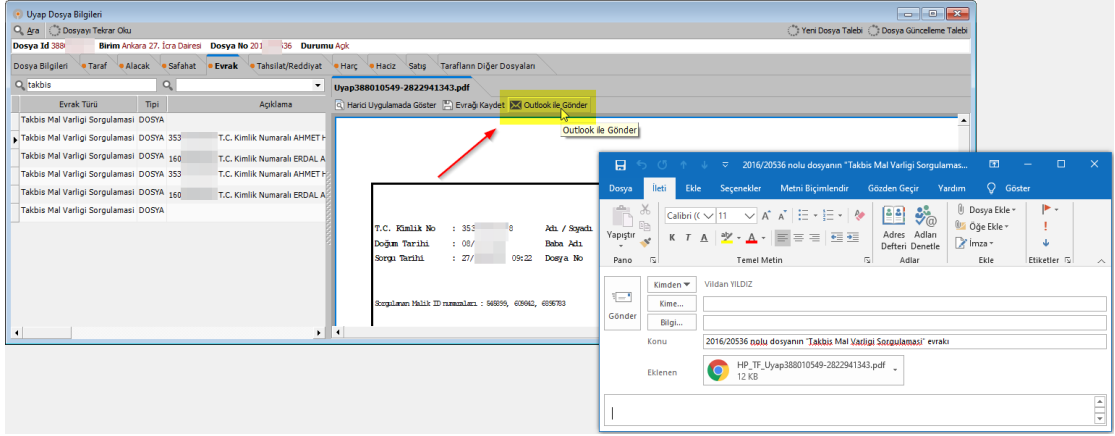 Uyap Dosya Bilgileri
Ara Dosyayı Tekrar Oku Yeni Dosya Talebi Dosya Güncelleme Talebi
Dosya Id 388 Birim Ankara 27. İcra Dairesi Dosya No 201 536 Durumu Açık
Dosya Bilgileri Taraf Alacak Safahat Evrak Tahsilat/Reddiyat Harç Haciz Satış Tarafların Diğer Dosyaları
takbis
Uyap388010549-2822941343.pdf
Evrak Türü Tipi Açıklama
Harici Uygulamada Göster Evrağı Kaydet Outlook ile Gönder
Outlook ile Gönder
Takbis Mal Varligi Sorgulamasi DOSYA
Takbis Mal Varligi Sorgulamasi DOSYA 353 T.C. Kimlik Numaralı AHMET H
Takbis Mal Varligi Sorgulamasi DOSYA 160 T.C. Kimlik Numaralı ERDAL A
Takbis Mal Varligi Sorgulamasi DOSYA 353 T.C. Kimlik Numaralı AHMET H
Takbis Mal Varligi Sorgulamasi DOSYA 160 T.C. Kimlik Numaralı ERDAL A
Takbis Mal Varligi Sorgulamasi DOSYA
T.C. Kimlik No : 353 8 Adı / Soyadı
Doğum Tarihi : 08/ Baba Adı
Sorgu Tarihi : 27/ 09:22 Dosya No
Sorgulanan Malik ID numaraları :
2016/20536 nolu dosyanın "Takbis Mal Varligi Sorgulamas...
Dosya İleti Ekle Seçenekler Metni Biçimlendir Gözden Geçir Yardım Göster
Yapıştır
Calibri (( 11
K T A
Adres Defteri
Adları Denetle
Dosya Ekle
Öğe Ekle
İmza
Pano Temel Metin Adlar Ekle Etiketler
Gönder
Kimden Vildan YILDIZ
Kime...
Bilgi...
Konu 2016/20536 nolu dosyanın "Takbis Mal Varligi Sorgulamasi" evrakı
Eklenen HP_TF_Uyap388010549-2822941343.pdf
12 KB